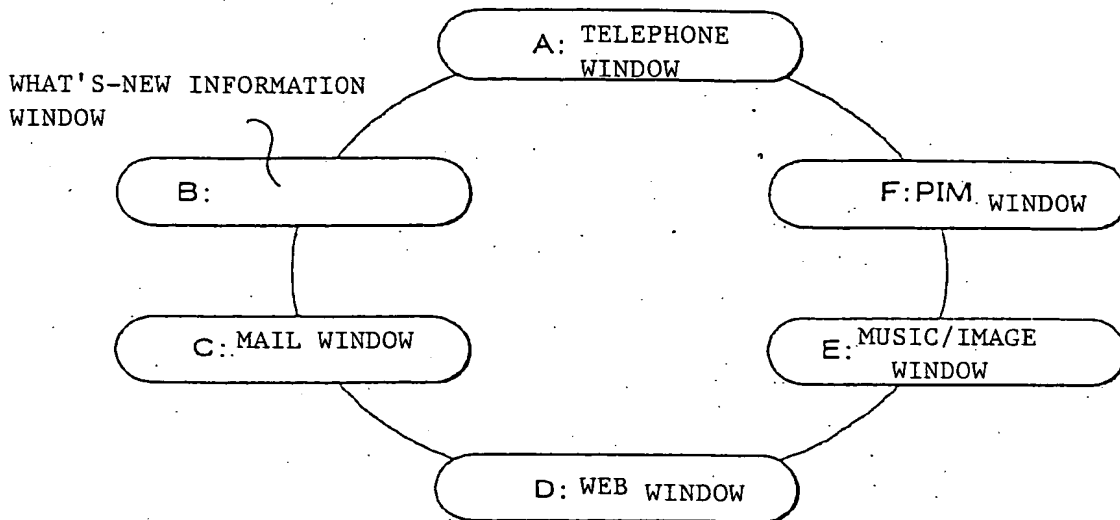 A: TELEPHONE
WINDOW
WHAT'S-NEW INFORMATION
WINDOW
B:
F: PIM WINDOW
C: MAIL WINDOW
E: MUSIC/IMAGE
WINDOW
D: WEB WINDOW